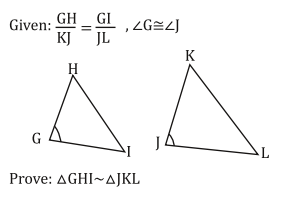 Given: GH/KJ = GI/JL , ∠G≅∠J
K
H
G
I
J
L
Prove: △GHI~△JKL